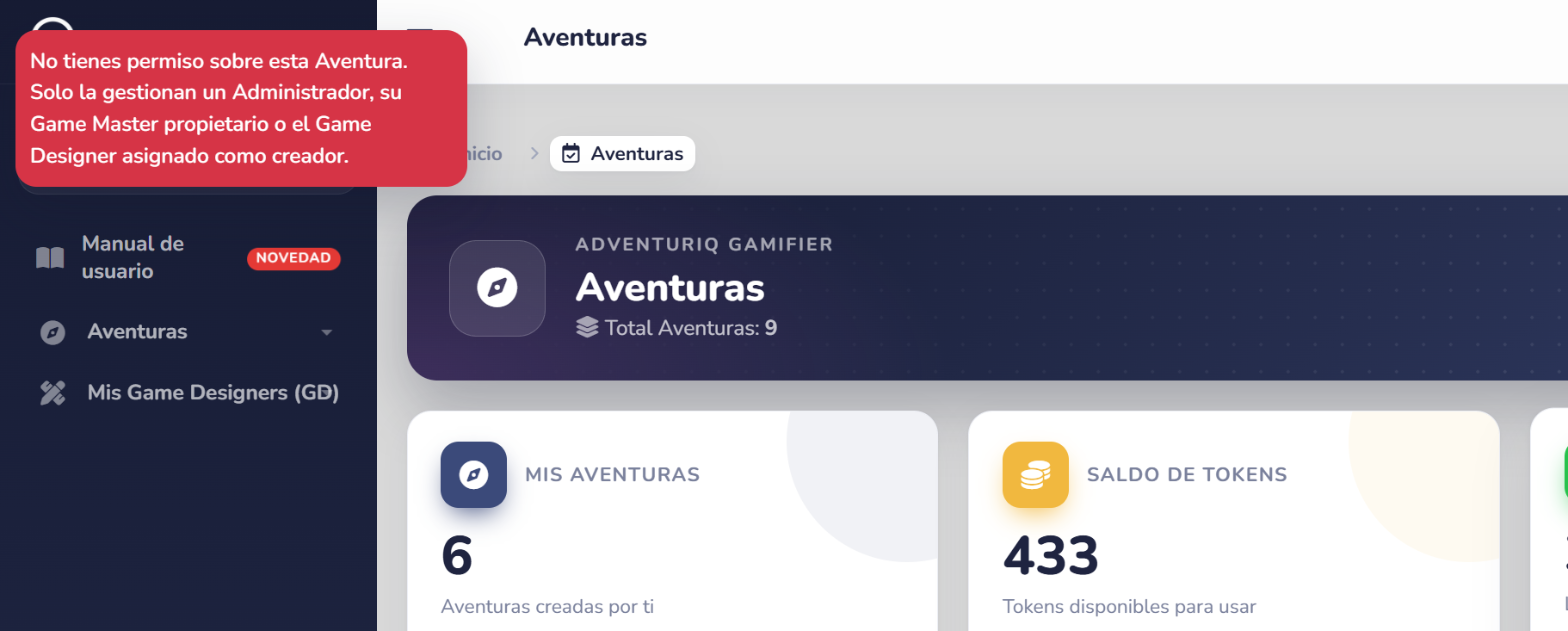 Aventuras
No tienes permiso sobre esta Aventura.
Solo la gestionan un Administrador, su
Game Master propietario o el Game
Designer asignado como creador.
Aventuras
Manual de
usuario
NOVEDAD
Aventuras
Mis Game Designers (GD)
ADVENTURIQ GAMIFIER
Aventuras
Total Aventuras: 9
MIS AVENTURAS
6
Aventuras creadas por ti
SALDO DE TOKENS
433
Tokens disponibles para usar